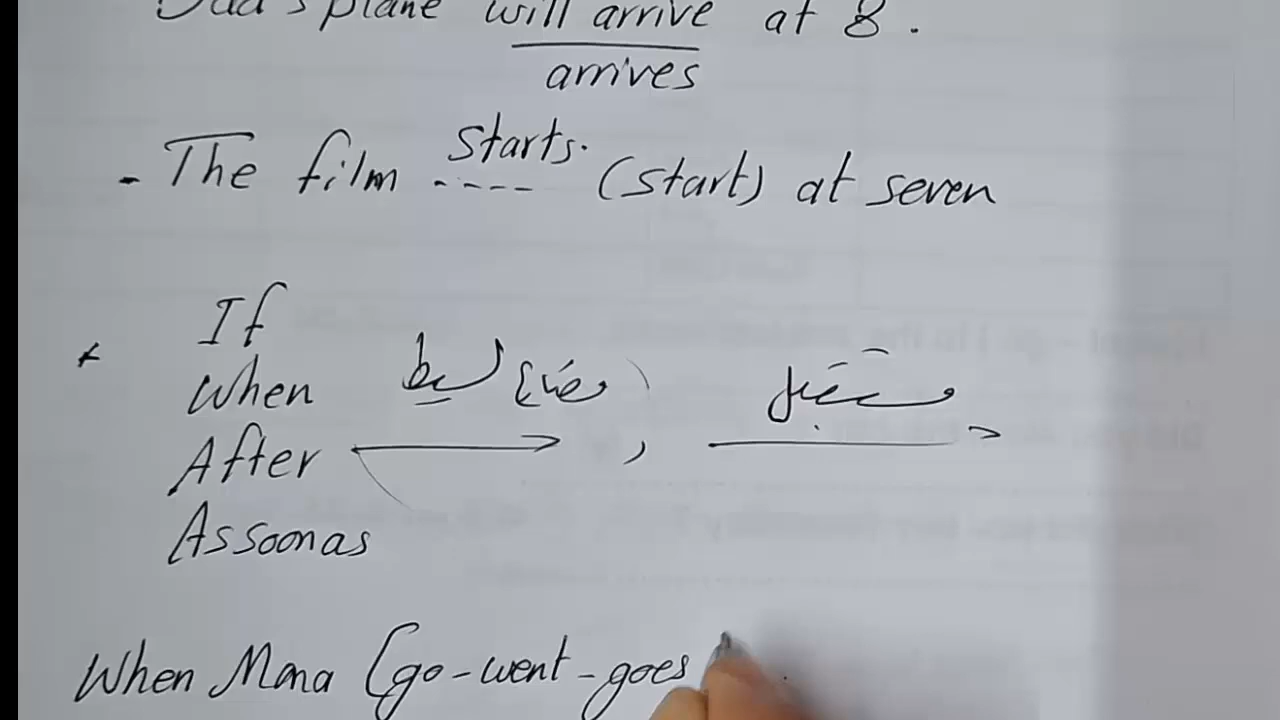 Dad's plane will arrive at 8.
arrives
- The film starts. ---- (start) at seven
If
When مضارع بسيط , مستقبل
After
As soon as
When Mona (go-went-goes